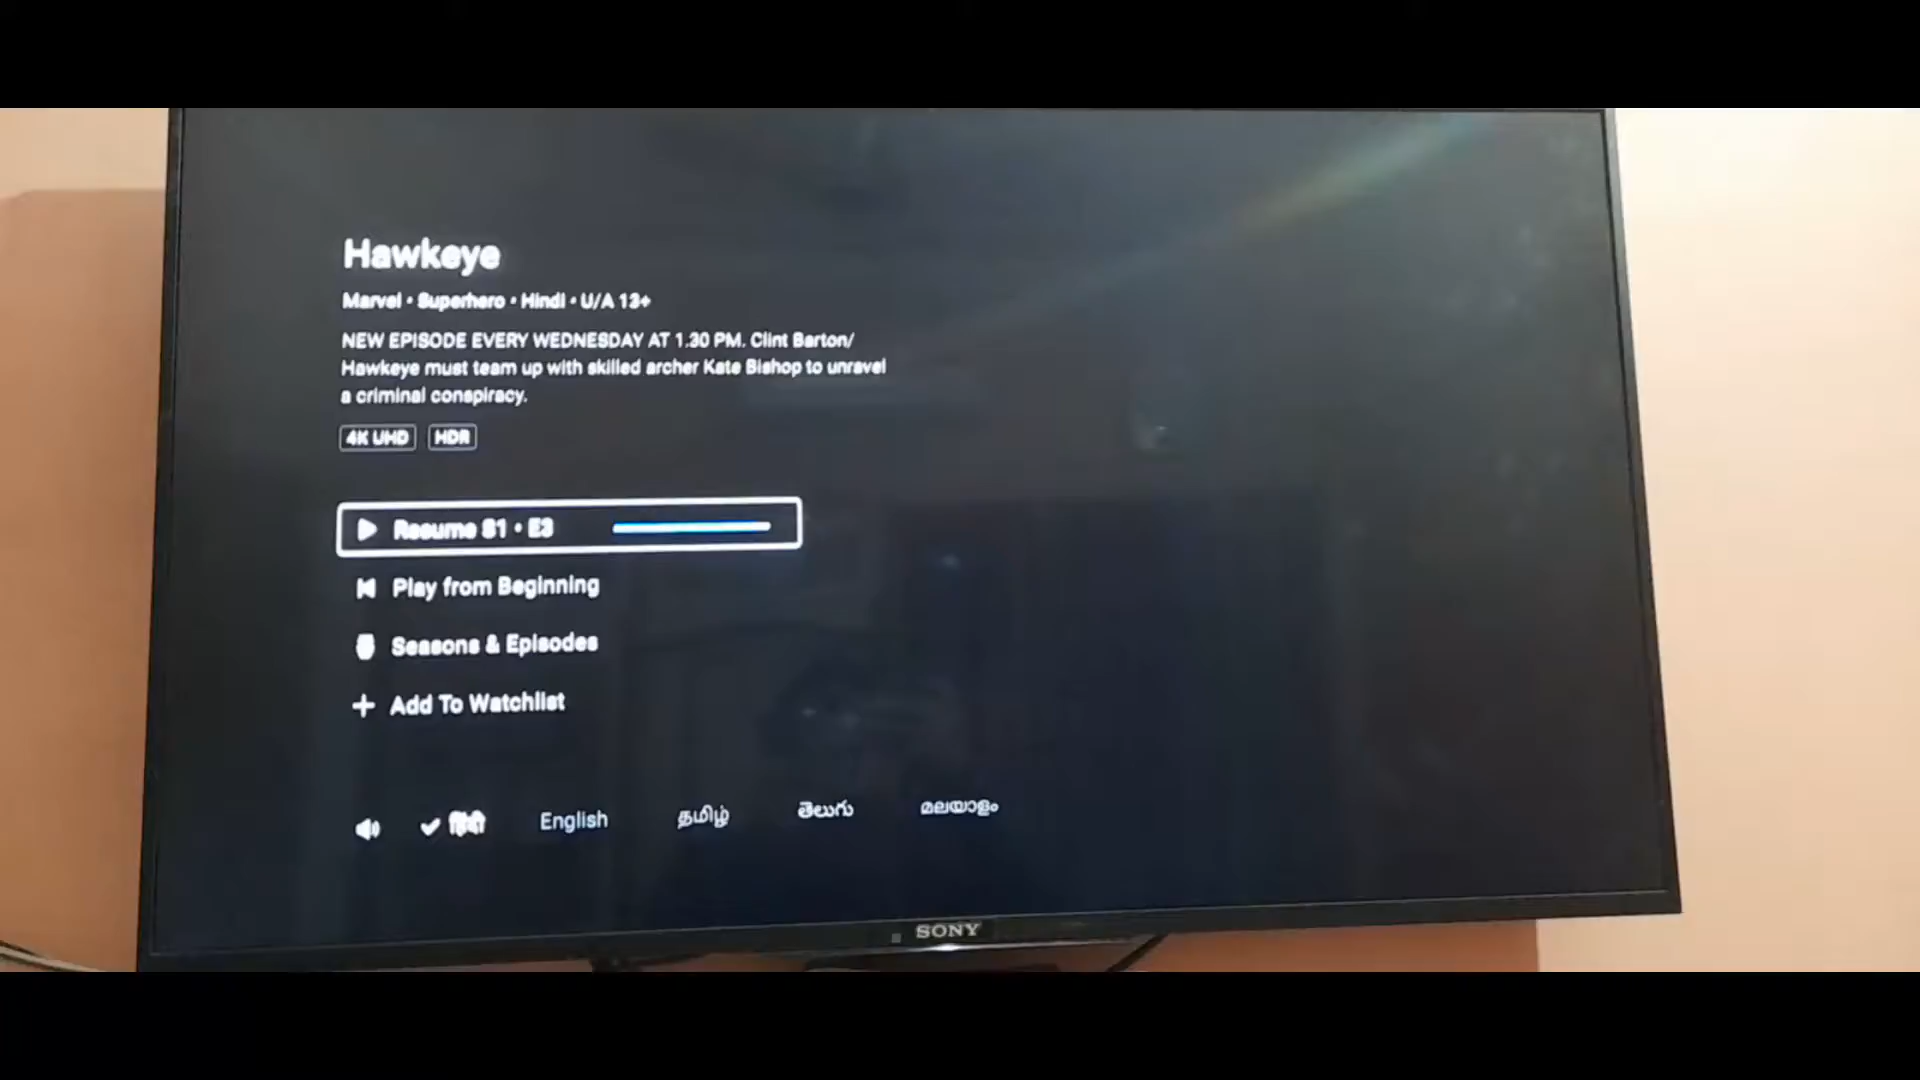 Hawkeye
Marvel • Superhero • Hindi • U/A 13+
NEW EPISODE EVERY WEDNESDAY AT 1.30 PM. Clint Barton/
Hawkeye must team up with skilled archer Kate Bishop to unravel
a criminal conspiracy.
4K UHD HDR
Resume S1 • E3
Play from Beginning
Seasons & Episodes
Add To Watchlist
हिन्दी English தமிழ் తెలుగు മലയാളം
SONY